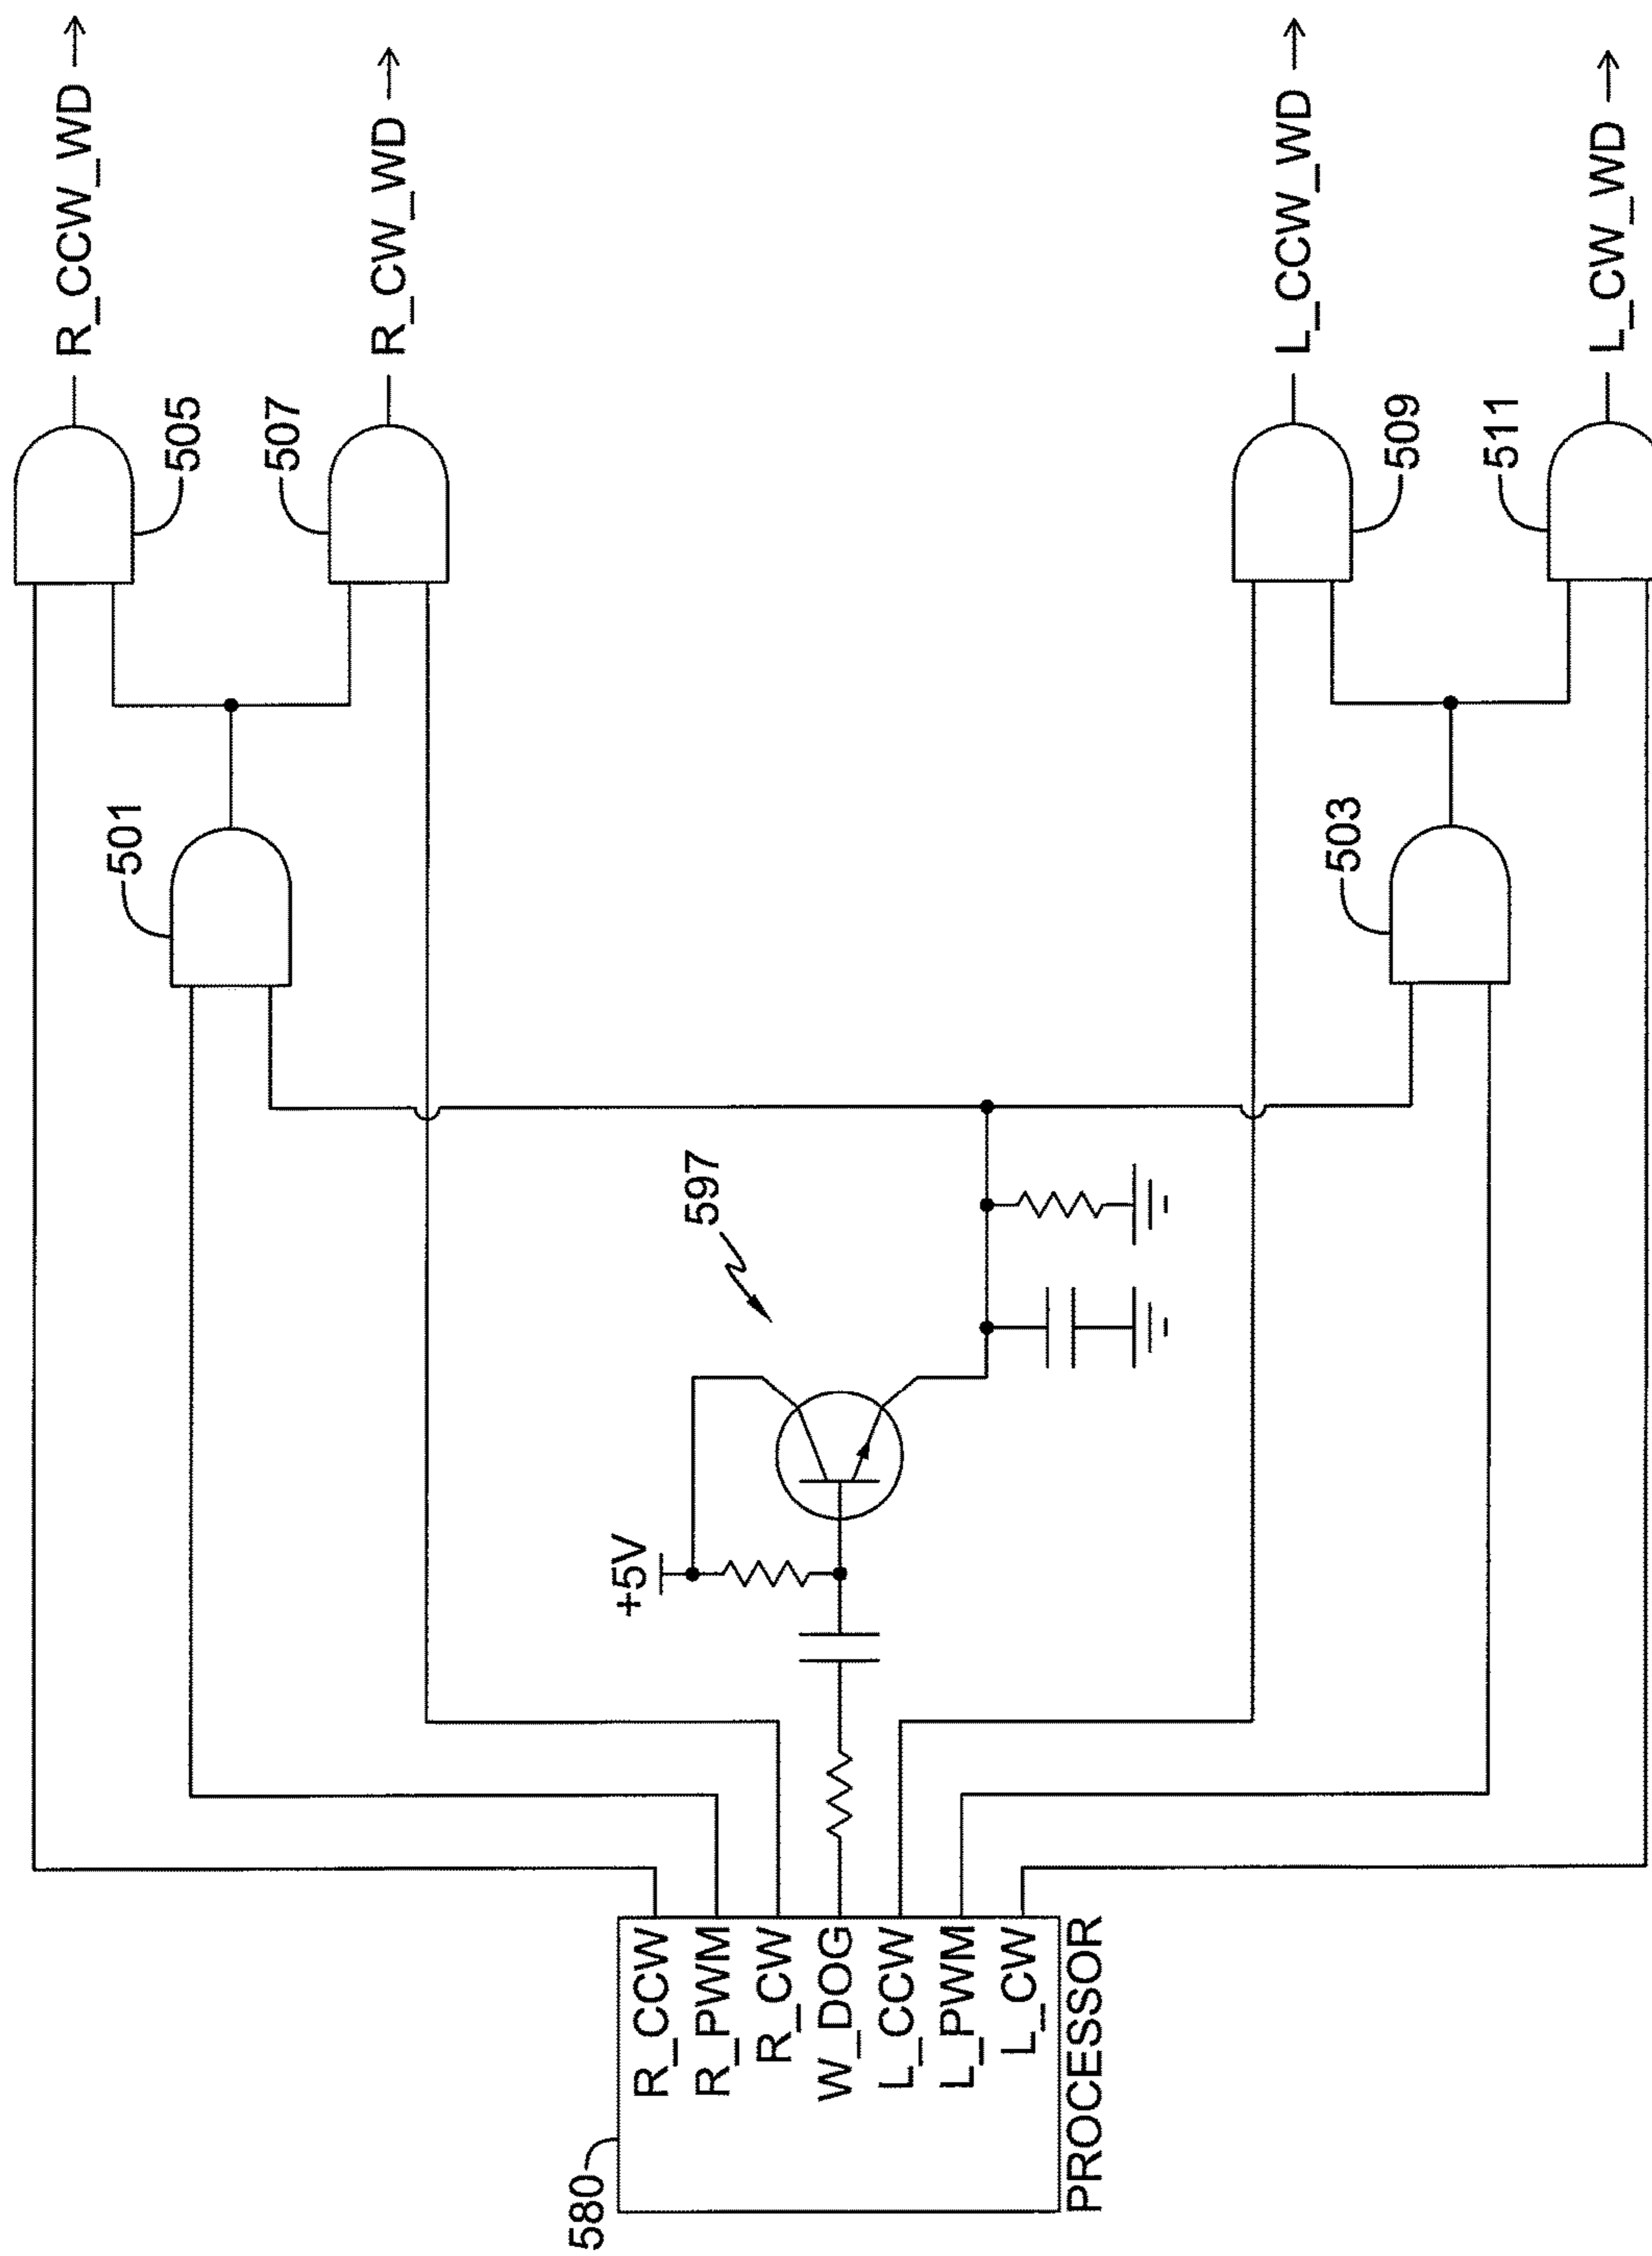 R_CCW_WD
505
R_CW_WD
507
501
597
+5V
580
R_CCW
R_PWM
R_CW
W_DOG
L_CCW
L_PWM
L_CW
PROCESSOR
503
L_CCW_WD
509
511
L_CW_WD